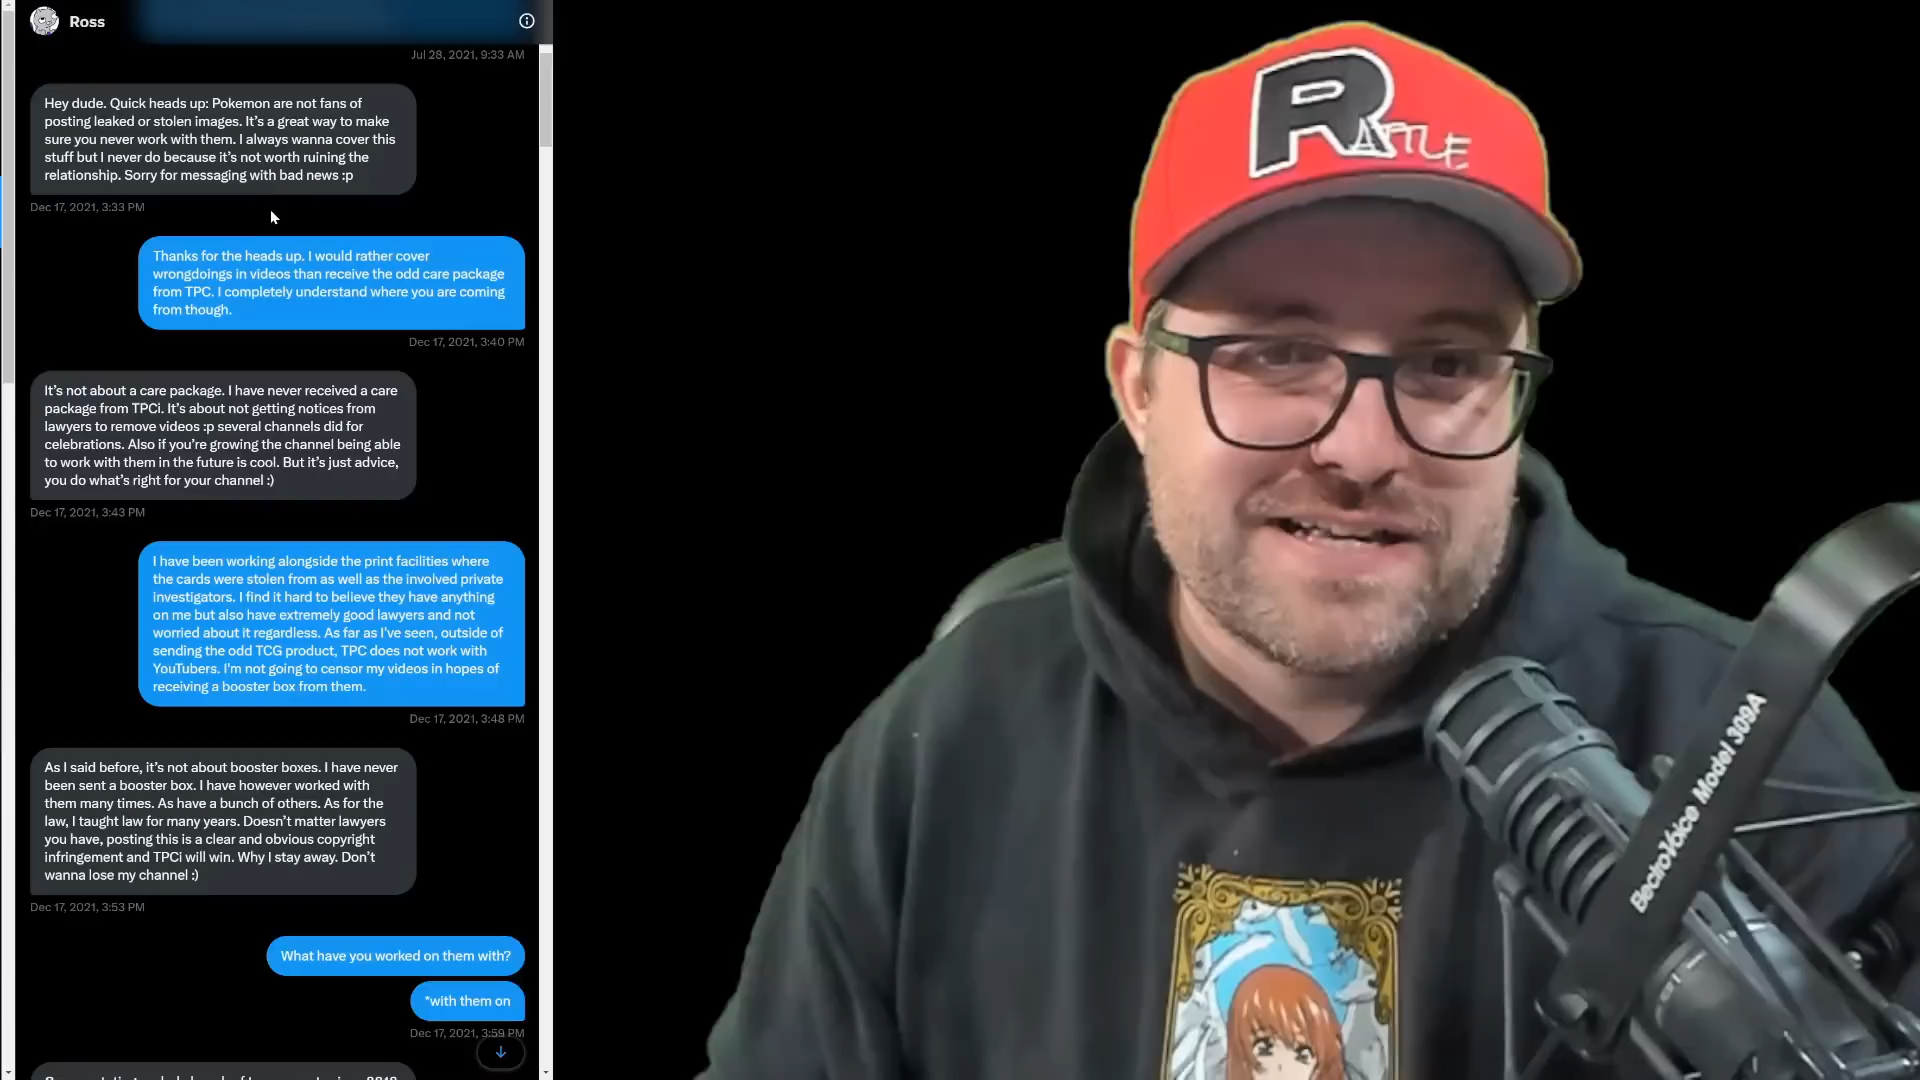 Ross
Jul 28, 2021, 9:33 AM
Hey dude. Quick heads up: Pokemon are not fans of
posting leaked or stolen images. It's a great way to make
sure you never work with them. I always wanna cover this
stuff but I never do because it's not worth ruining the
relationship. Sorry for messaging with bad news :p
Dec 17, 2021, 3:33 PM
Thanks for the heads up. I would rather cover
wrongdoings in videos than receive the odd care package
from TPC. I completely understand where you are coming
from though.
Dec 17, 2021, 3:40 PM
It's not about a care package. I have never received a care
package from TPCi. It's about not getting notices from
lawyers to remove videos :p several channels did for
celebrations. Also if you're growing the channel being able
to work with them in the future is cool. But it's just advice,
you do what's right for your channel :)
Dec 17, 2021, 3:43 PM
I have been working alongside the print facilities where
the cards were stolen from as well as the involved private
investigators. I find it hard to believe they have anything
on me but also have extremely good lawyers and not
worried about it regardless. As far as I've seen, outside of
sending the odd TCG product, TPC does not work with
YouTubers. I'm not going to censor my videos in hopes of
receiving a booster box from them.
Dec 17, 2021, 3:48 PM
As I said before, it's not about booster boxes. I have never
been sent a booster box. I have however worked with
them many times. As have a bunch of others. As for the
law, I taught law for many years. Doesn't matter lawyers
you have, posting this is a clear and obvious copyright
infringement and TPCi will win. Why I stay away. Don't
wanna lose my channel :)
Dec 17, 2021, 3:53 PM
What have you worked on them with?
*with them on
Dec 17, 2021, 3:59 PM
RATTLE
ElectroVoice Model 309A